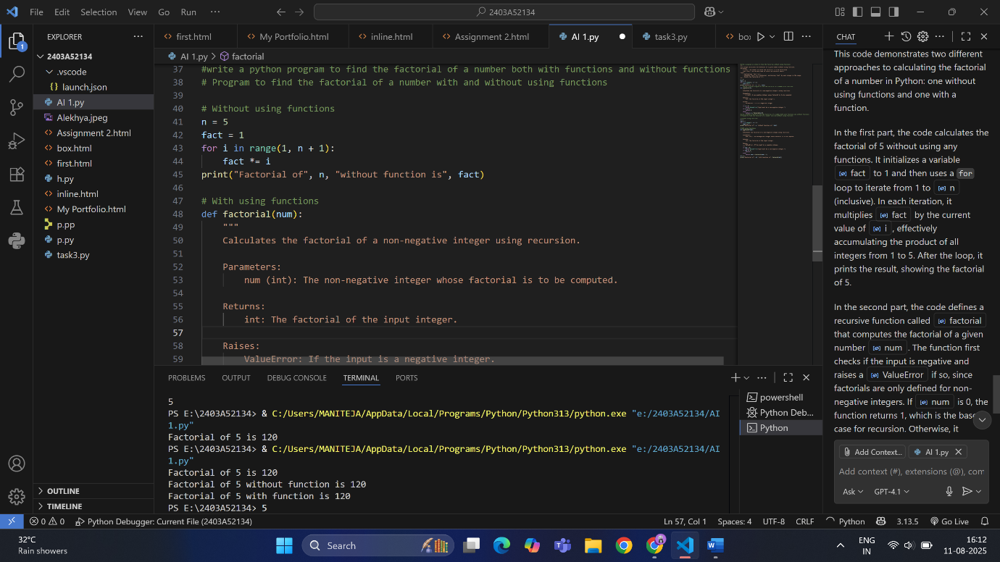 File Edit Selection View Go Run ···
2403A52134
EXPLORER
2403A52134
.vscode
launch.json
AI 1.py
Alekhya.jpeg
Assignment 2.html
box.html
first.html
h.py
inline.html
My Portfolio.html
p.pp
p.py
task3.py
OUTLINE
TIMELINE
first.html My Portfolio.html inline.html Assignment 2.html AI 1.py task3.py
AI 1.py > factorial
37 #write a python program to find the factorial of a number both with functions and without functions
38 # Program to find the factorial of a number with and without using functions
39
40 # Without using functions
41 n = 5
42 fact = 1
43 for i in range(1, n + 1):
44 fact *= i
45 print("Factorial of", n, "without function is", fact)
46
47 # With using functions
48 def factorial(num):
49 """
50 Calculates the factorial of a non-negative integer using recursion.
51
52 Parameters:
53 num (int): The non-negative integer whose factorial is to be computed.
54
55 Returns:
56 int: The factorial of the input integer.
57
58 Raises:
59 ValueError: If the input is a negative integer.
PROBLEMS OUTPUT DEBUG CONSOLE TERMINAL PORTS
5
PS E:\2403A52134> & C:/Users/MANITEJA/AppData/Local/Programs/Python/Python313/python.exe "e:/2403A52134/AI
1.py"
Factorial of 5 is 120
PS E:\2403A52134> & C:/Users/MANITEJA/AppData/Local/Programs/Python/Python313/python.exe "e:/2403A52134/AI
1.py"
Factorial of 5 is 120
Factorial of 5 without function is 120
Factorial of 5 with function is 120
PS E:\2403A52134> 5
powershell
Python Deb...
Python
CHAT
This code demonstrates two different
approaches to calculating the factorial
of a number in Python: one without
using functions and one with a
function.
In the first part, the code calculates the
factorial of 5 without using any
functions. It initializes a variable
fact to 1 and then uses a for
loop to iterate from 1 to n
(inclusive). In each iteration, it
multiplies fact by the current
value of i , effectively
accumulating the product of all
integers from 1 to 5. After the loop, it
prints the result, showing the factorial
of 5.
In the second part, the code defines a
recursive function called factorial
that computes the factorial of a given
number num . The function first
checks if the input is negative and
raises a ValueError if so, since
factorials are only defined for non-
negative integers. If num is 0, the
function returns 1, which is the base
case for recursion. Otherwise, it
Add Context... AI 1.py
Add context (#), extensions (@), com
Ask GPT-4.1
0 0 Python Debugger: Current File (2403A52134) Ln 57, Col 1 Spaces: 4 UTF-8 CRLF Python 3.13.5 Go Live
32°C
Rain showers
Search
ENG
IN
16:12
11-08-2025